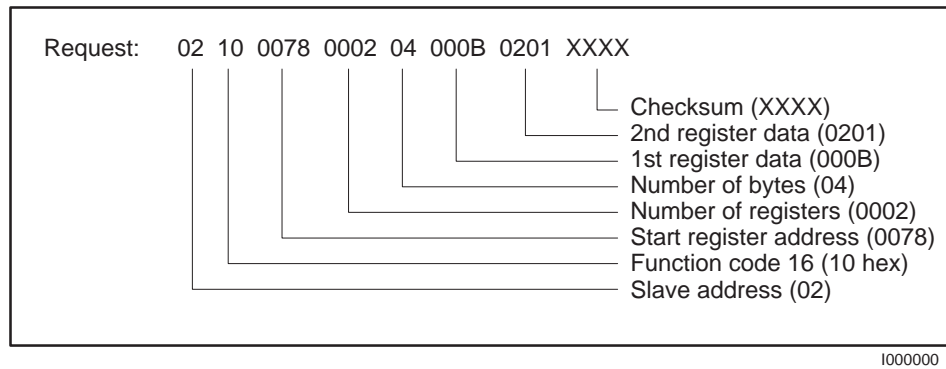 Request: 02 10 0078 0002 04 000B 0201 XXXX
Checksum (XXXX)
2nd register data (0201)
1st register data (000B)
Number of bytes (04)
Number of registers (0002)
Start register address (0078)
Function code 16 (10 hex)
Slave address (02)
I000000